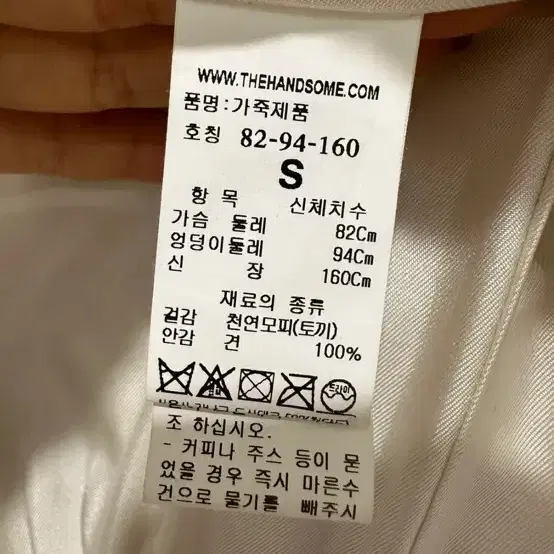 WWW.THEHANDSOME.COM
품명:가죽제품
호칭 82-94-160
S
항 목 신체치수
가슴 둘레 82Cm
엉덩이둘레 94Cm
신 장 160Cm
재료의 종류
겉감 천연모피(토끼)
안감 견 100%
드라이
조 하십시오.
- 커피나 주스 등이 묻
었을 경우 즉시 마른수
건으로 물기를 빼주시